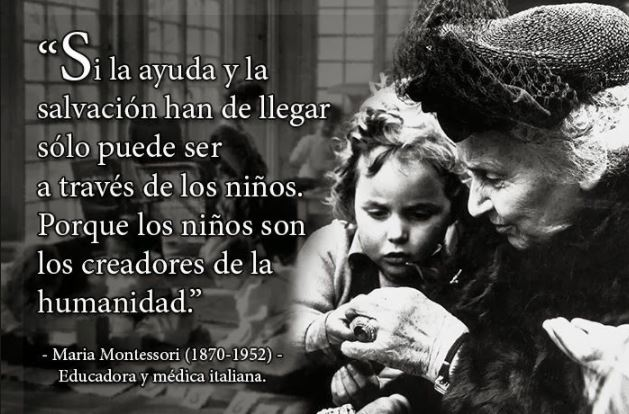 “Si la ayuda y la
salvación han de llegar
sólo puede ser
a través de los niños.
Porque los niños son
los creadores de la
humanidad.”
- Maria Montessori (1870-1952) -
Educadora y médica italiana.